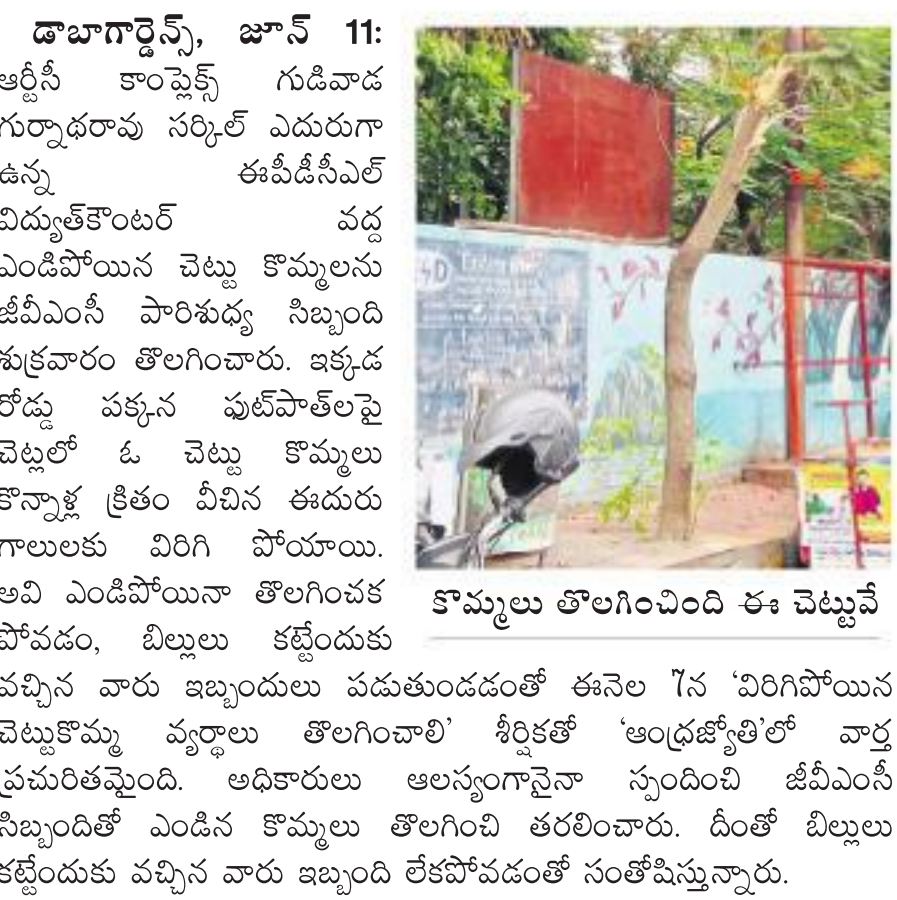 డాబాగార్డెన్స్, జూన్ 11:
ఆర్టీసీ కాంప్లెక్స్ గుడివాడ
గుర్నాథరావు సర్కిల్ ఎదురుగా
ఉన్న ఈపీడీసీఎల్
విద్యుత్‌కౌంటర్ వద్ద
ఎండిపోయిన చెట్టు కొమ్మలను
జీవీఎంసీ పారిశుధ్య సిబ్బంది
శుక్రవారం తొలగించారు. ఇక్కడ
రోడ్డు పక్కన ఫుట్‌పాత్‌లపై
చెట్లలో ఓ చెట్టు కొమ్మలు
కొన్నాళ్ల క్రితం వీచిన ఈదురు
గాలులకు విరిగి పోయాయి.
అవి ఎండిపోయినా తొలగించక
పోవడం, బిల్లులు కట్టేందుకు
వచ్చిన వారు ఇబ్బందులు పడుతుండడంతో ఈనెల 7న ‘విరిగిపోయిన
చెట్టుకొమ్మ వ్యర్థాలు తొలగించాలి’ శీర్షికతో ‘ఆంధ్రజ్యోతి’లో వార్త
ప్రచురితమైంది. అధికారులు ఆలస్యంగానైనా స్పందించి జీవీఎంసీ
సిబ్బందితో ఎండిన కొమ్మలు తొలగించి తరలించారు. దీంతో బిల్లులు
కట్టేందుకు వచ్చిన వారు ఇబ్బంది లేకపోవడంతో సంతోషిస్తున్నారు.
కొమ్మలు తొలగించింది ఈ చెట్టువే